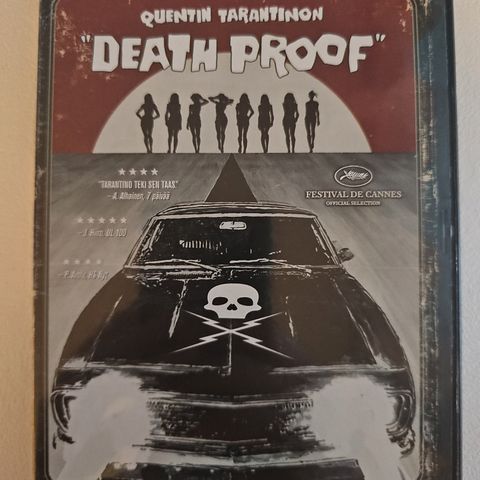 QUENTIN TARANTINON
"DEATH PROOF"
★★★★
"TARANTINO TEKI SEN TAAS."
A. Alhainen, 7 päivää
FESTIVAL DE CANNES
OFFICIAL SELECTION
★★★★★
★★★★